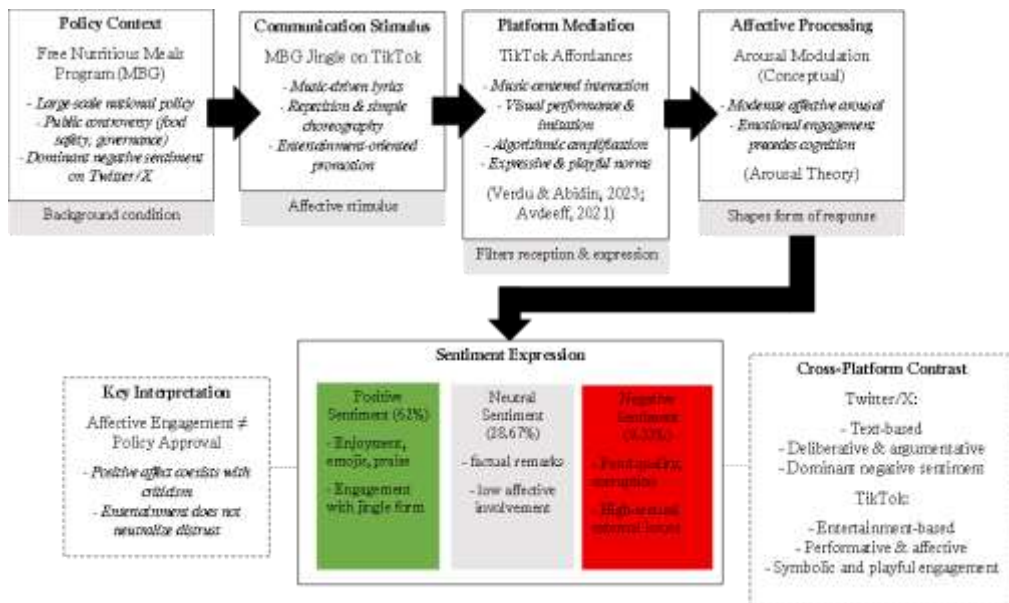 Policy Context
Free Nutritious Meals
Program (MBG)
- Large-scale national policy
- Public controversy (food
safety, governance)
- Dominant negative sentiment
on Twitter/X
Background condition
Communication Stimulus
MBG Jingle on TikTok
- Music-driven lyrics
- Repetition & simple
choreography
- Entertainment-oriented
promotion
Affective stimulus
Platform Mediation
TikTok Affordances
- Music-centered interaction
- Visual performance &
imitation
- Algorithmic amplification
- Expressive & playful norms
(Verdu & Abidin, 2023;
Avdeeff, 2021)
Filters reception & expression
Affective Processing
Arousal Modulation
(Conceptual)
- Moderate affective arousal
- Emotional engagement
precedes cognition
(Arousal Theory)
Shapes form of response
Sentiment Expression
Positive
Sentiment (62%)
- Enjoyment,
emojis, praise
- Engagement
with jingle form
Neutral
Sentiment
(28,67%)
- factual remarks
- low affective
involvement
Negative
Sentiment
- Food quality,
corruption
- High-arousal
Key Interpretation
Affective Engagement ≠
Policy Approval
- Positive affect coexists with
criticism
- Entertainment does not
neutralize distrust
Cross-Platform Contrast
Twitter/X:
- Text-based
- Deliberative & argumentative
- Dominant negative sentiment
TikTok:
- Entertainment-based
- Performative & affective
- Symbolic and playful engagement